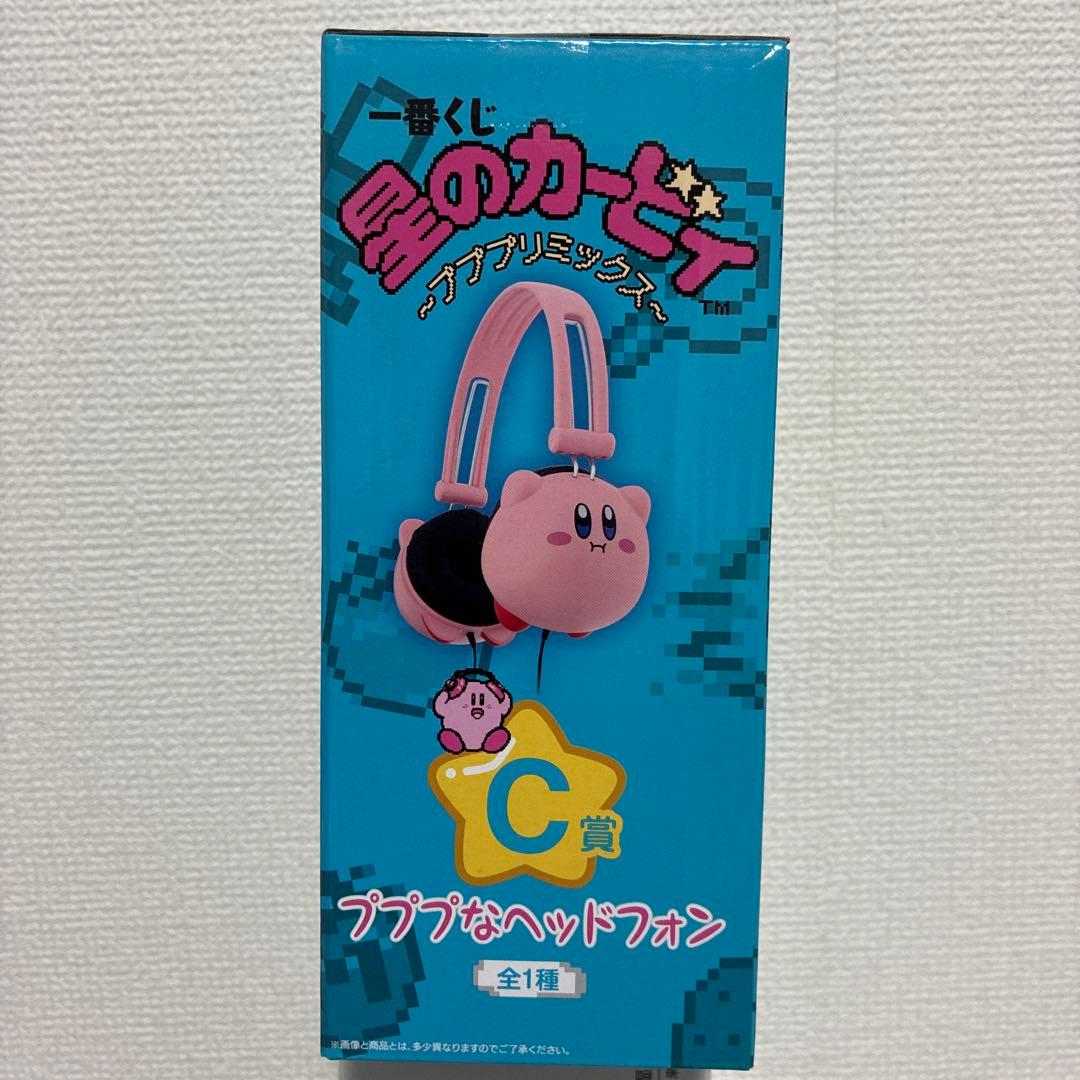 一番くじ
星のカービィ
~プププリミックス~
TM
C賞
プププなヘッドフォン
全1種
※画像と商品とは、多少異なりますのでご了承ください。